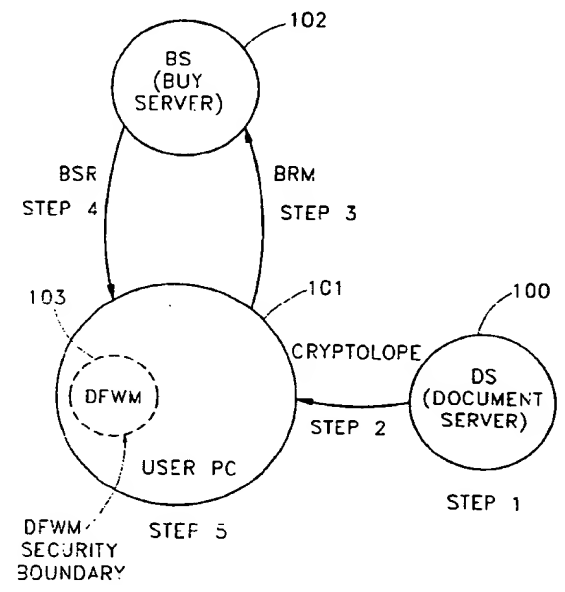 102
BS
(BUY
SERVER)
BSR
STEP 4
BRM
STEP 3
103
101
100
CRYPTOLOPE
DS
(DOCUMENT
SERVER)
DFWM
STEP 2
USER PC
STEP 1
DFWM
SECURITY
BOUNDARY
STEP 5